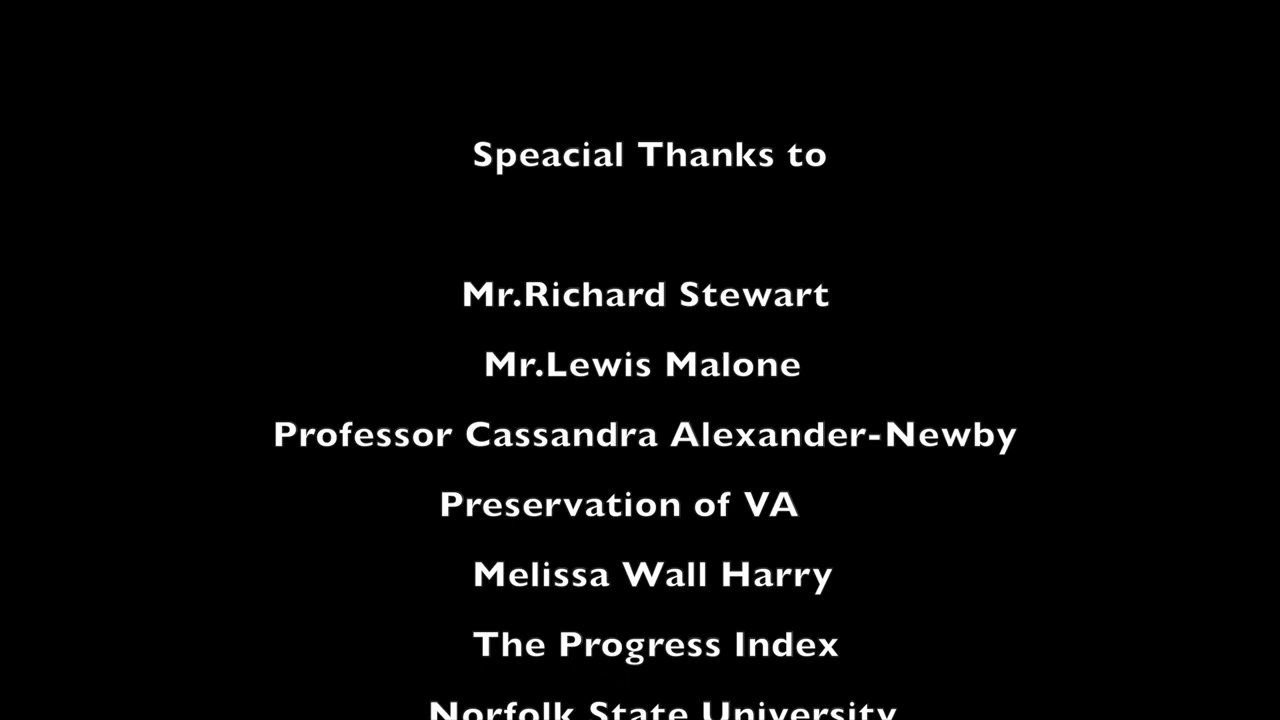 Speacial Thanks to
Mr.Richard Stewart
Mr.Lewis Malone
Professor Cassandra Alexander-Newby
Preservation of VA
Melissa Wall Harry
The Progress Index
Norfolk State University